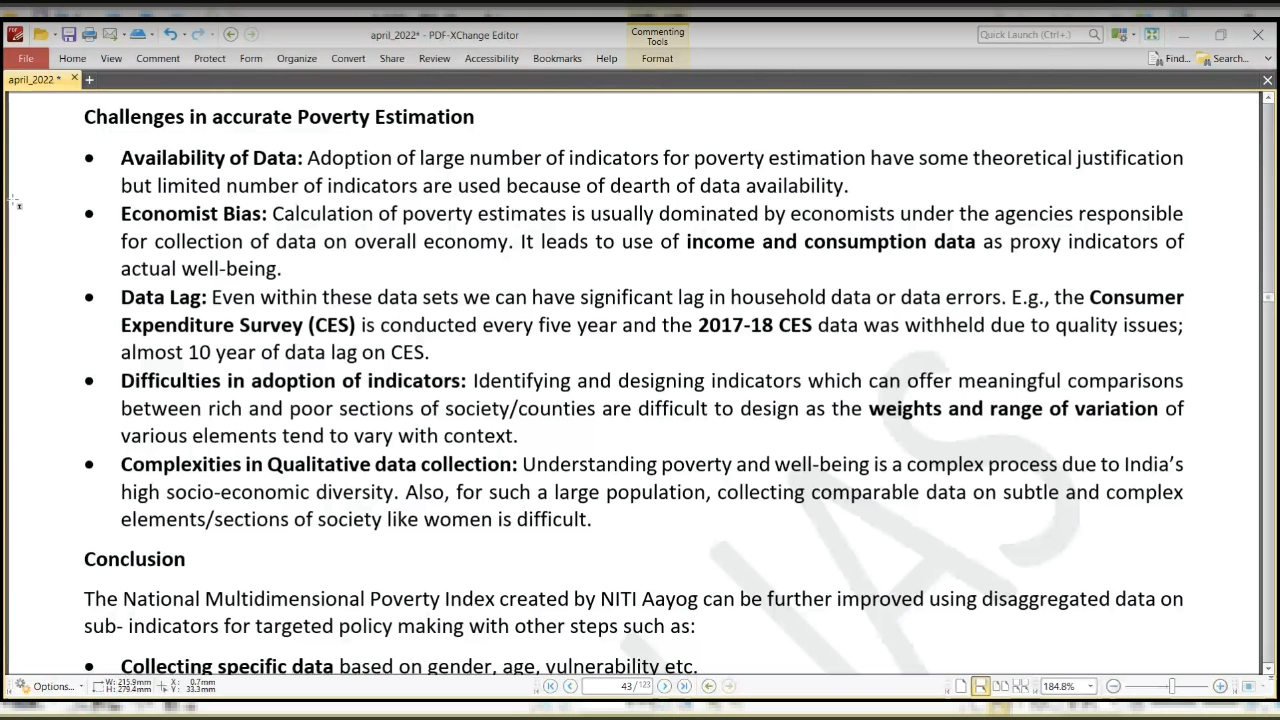 april_2022* - PDF-XChange Editor
Commenting Tools
Quick Launch (Ctrl+.)
File Home View Comment Protect Form Organize Convert Share Review Accessibility Bookmarks Help Format
Find... Search...
april_2022 *
Challenges in accurate Poverty Estimation
• Availability of Data: Adoption of large number of indicators for poverty estimation have some theoretical justification
but limited number of indicators are used because of dearth of data availability.
• Economist Bias: Calculation of poverty estimates is usually dominated by economists under the agencies responsible
for collection of data on overall economy. It leads to use of income and consumption data as proxy indicators of
actual well-being.
• Data Lag: Even within these data sets we can have significant lag in household data or data errors. E.g., the Consumer
Expenditure Survey (CES) is conducted every five year and the 2017-18 CES data was withheld due to quality issues;
almost 10 year of data lag on CES.
• Difficulties in adoption of indicators: Identifying and designing indicators which can offer meaningful comparisons
between rich and poor sections of society/counties are difficult to design as the weights and range of variation of
various elements tend to vary with context.
• Complexities in Qualitative data collection: Understanding poverty and well-being is a complex process due to India's
high socio-economic diversity. Also, for such a large population, collecting comparable data on subtle and complex
elements/sections of society like women is difficult.
Conclusion
The National Multidimensional Poverty Index created by NITI Aayog can be further improved using disaggregated data on
sub- indicators for targeted policy making with other steps such as:
• Collecting specific data based on gender, age, vulnerability etc.
IAS
Options... W: 215.9mm X: 0.7mm 43 / 123 184.8%
H: 279.4mm Y: 33.3mm